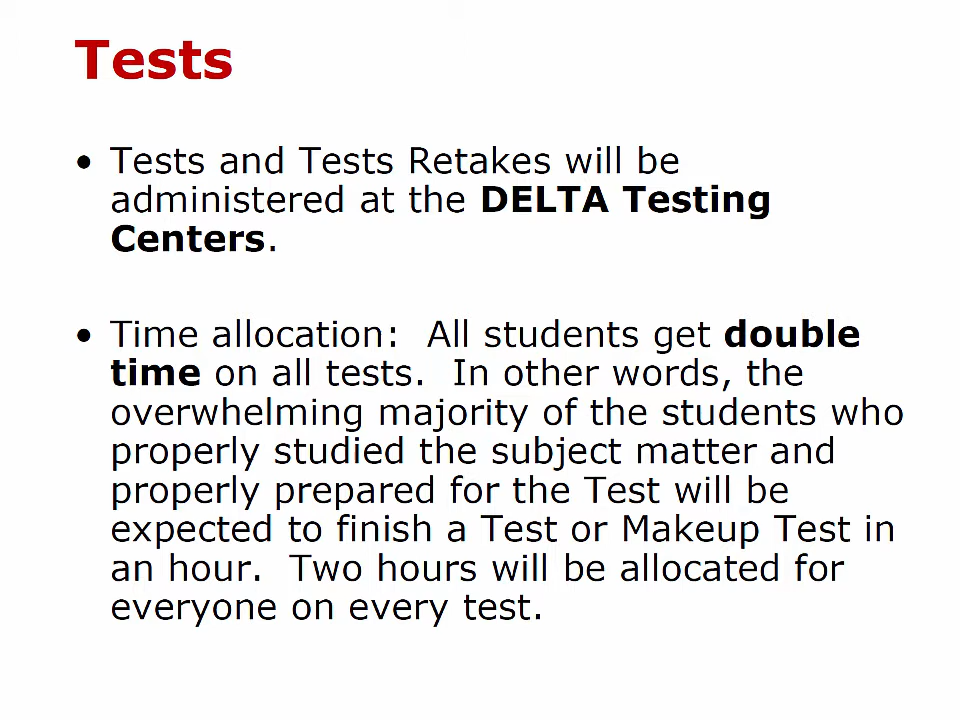 Tests
• Tests and Tests Retakes will be
administered at the DELTA Testing
Centers.
• Time allocation:  All students get double
time on all tests.  In other words, the
overwhelming majority of the students who
properly studied the subject matter and
properly prepared for the Test will be
expected to finish a Test or Makeup Test in
an hour.  Two hours will be allocated for
everyone on every test.